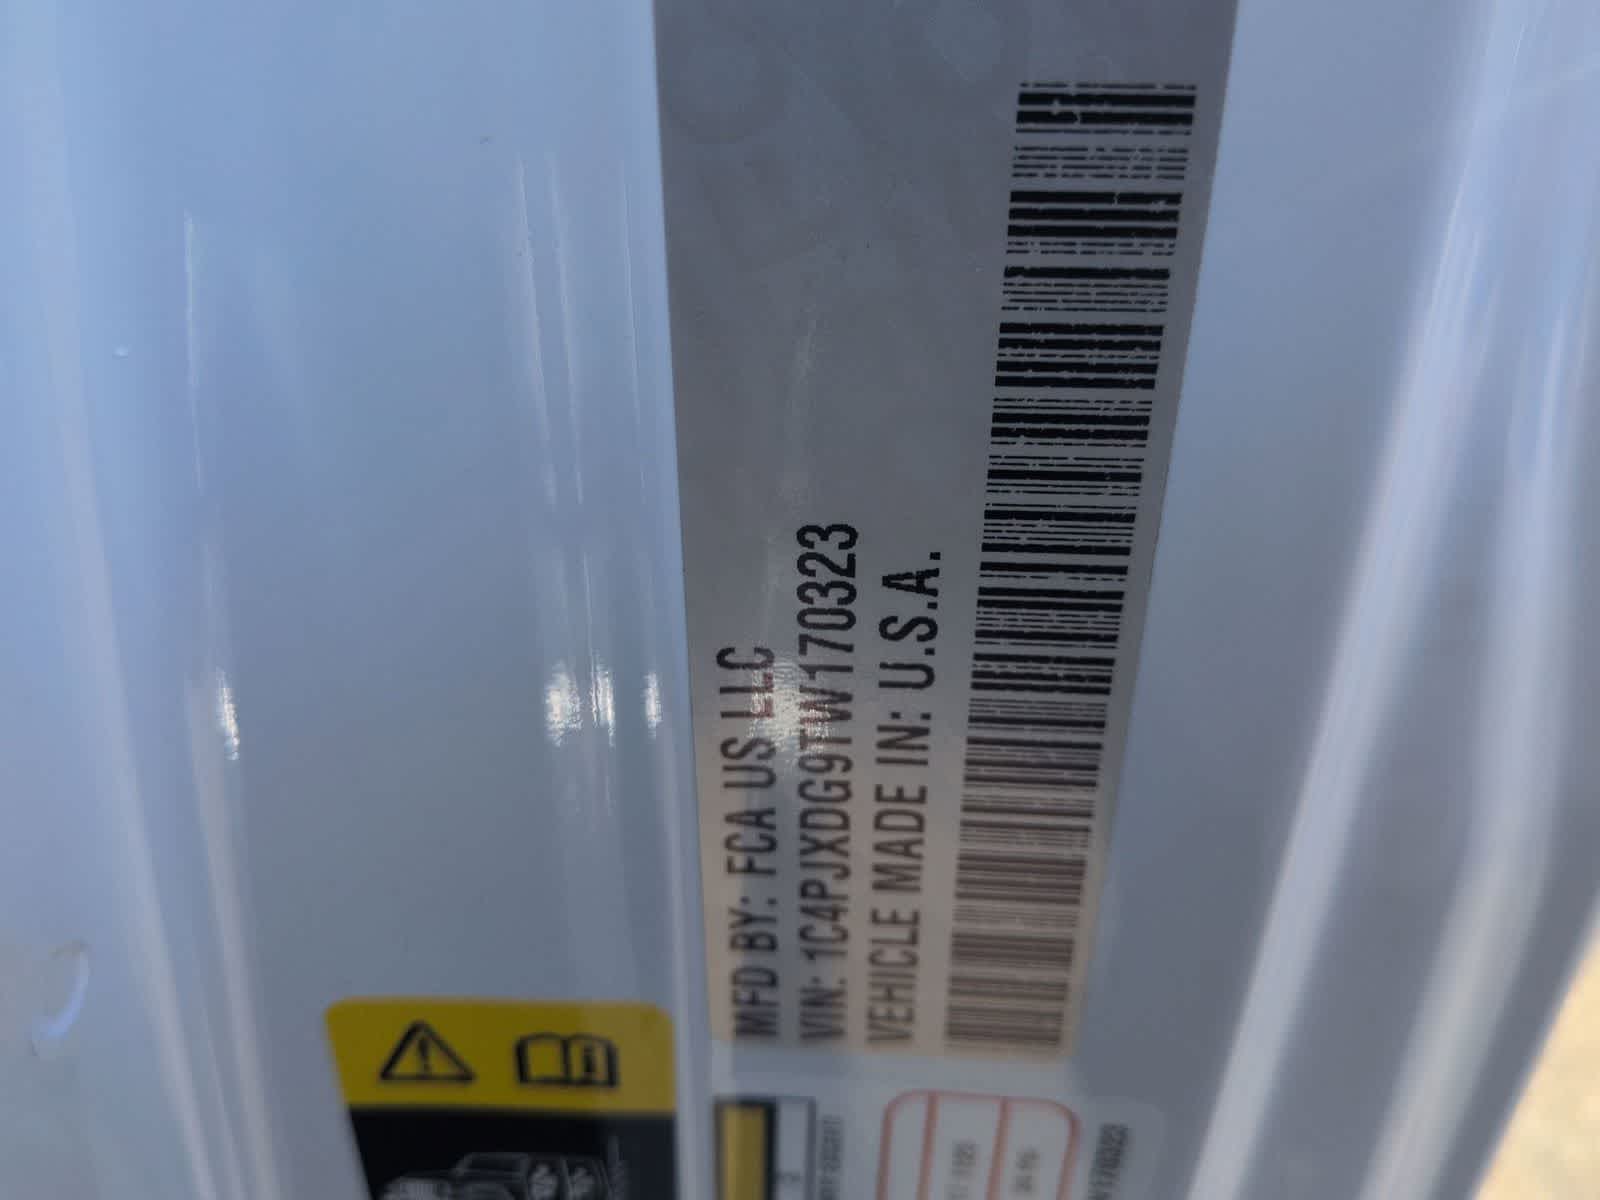 MFD BY: FCA US LLC
VIN: 1C4PJXDG9TW170323
VEHICLE MADE IN: U.S.A.